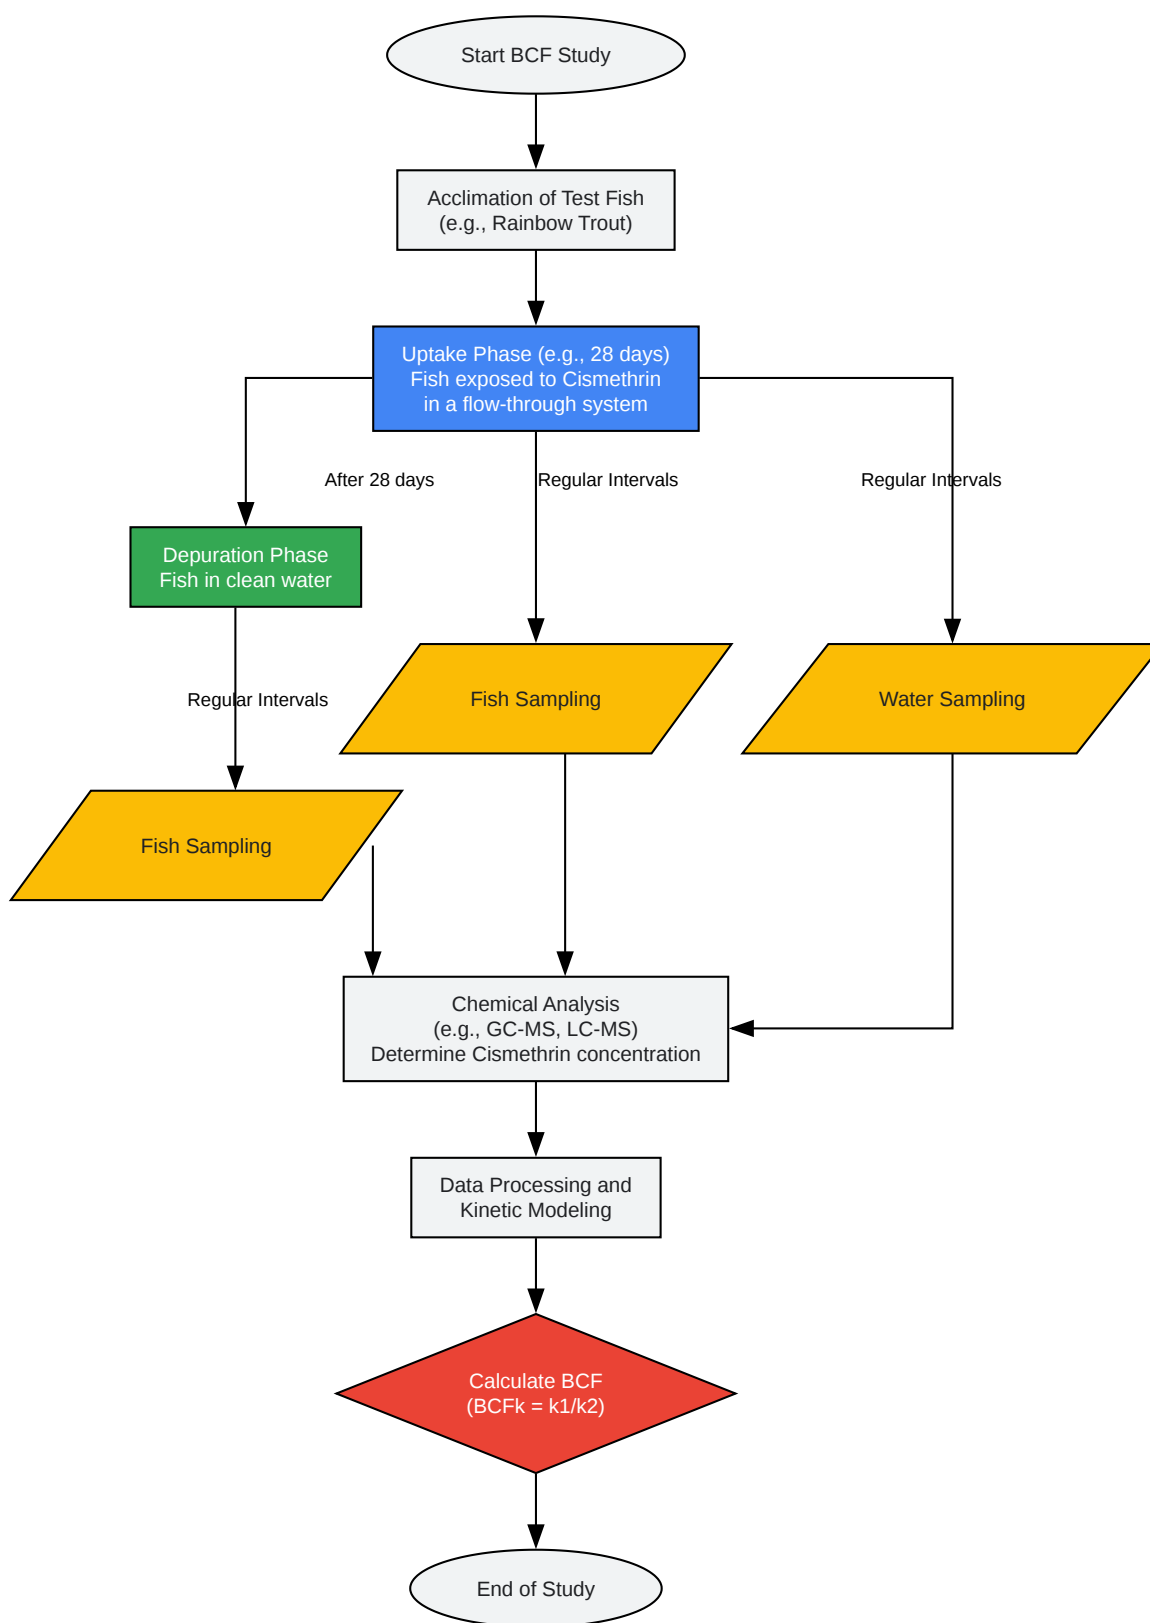 Start BCF Study
Acclimation of Test Fish
(e.g., Rainbow Trout)
Uptake Phase (e.g., 28 days)
Fish exposed to Cismethrin
in a flow-through system
After 28 days
Regular Intervals
Regular Intervals
Depuration Phase
Fish in clean water
Regular Intervals
Fish Sampling
Water Sampling
Fish Sampling
Chemical Analysis
(e.g., GC-MS, LC-MS)
Determine Cismethrin concentration
Data Processing and
Kinetic Modeling
Calculate BCF
(BCFk = k1/k2)
End of Study